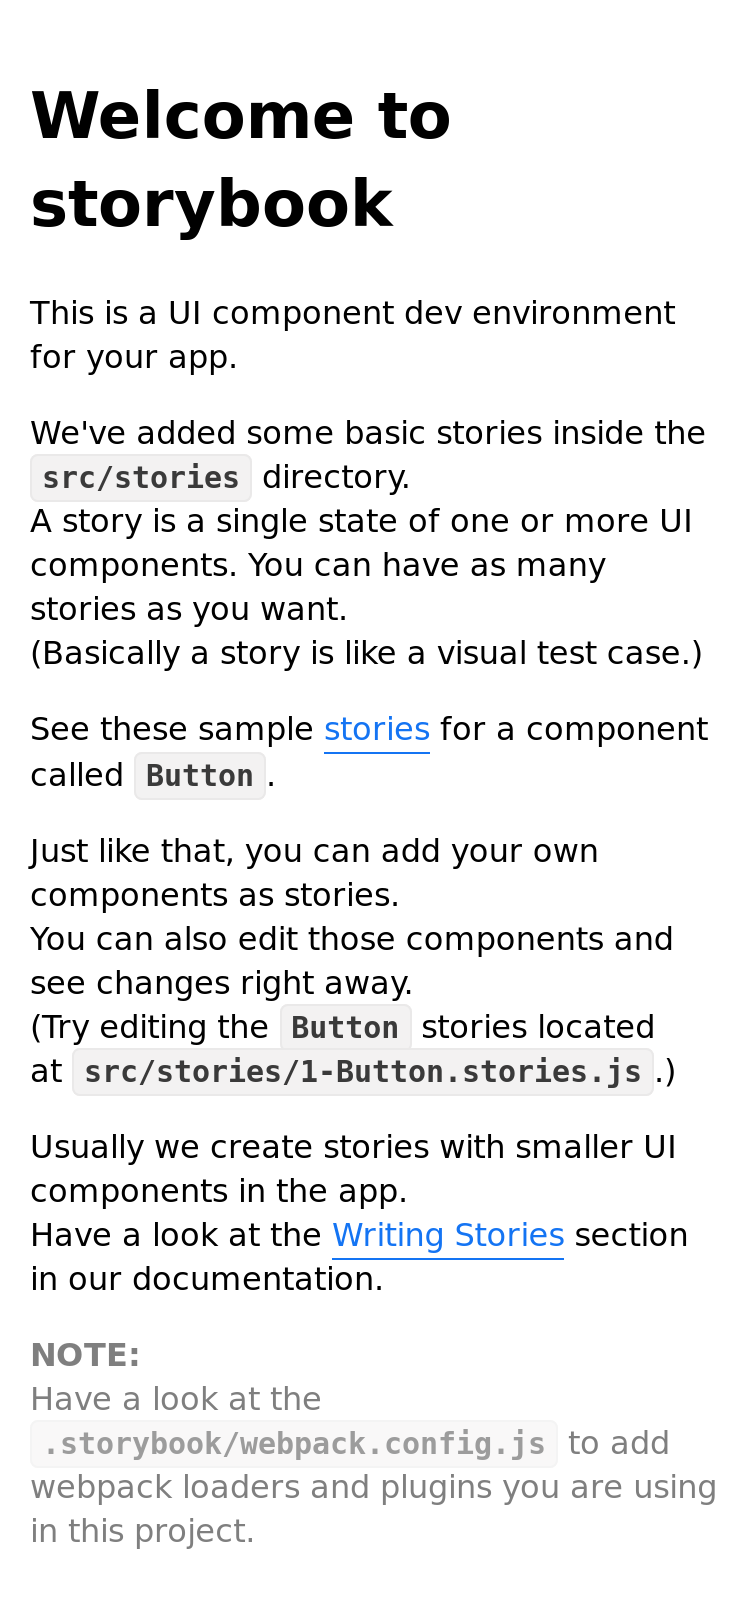 Welcome to
storybook
This is a UI component dev environment
for your app.
We've added some basic stories inside the
src/stories directory.
A story is a single state of one or more UI
components. You can have as many
stories as you want.
(Basically a story is like a visual test case.)
See these sample stories for a component
called Button.
Just like that, you can add your own
components as stories.
You can also edit those components and
see changes right away.
(Try editing the Button stories located
at src/stories/1-Button.stories.js.)
Usually we create stories with smaller UI
components in the app.
Have a look at the Writing Stories section
in our documentation.
NOTE:
Have a look at the
.storybook/webpack.config.js to add
webpack loaders and plugins you are using
in this project.